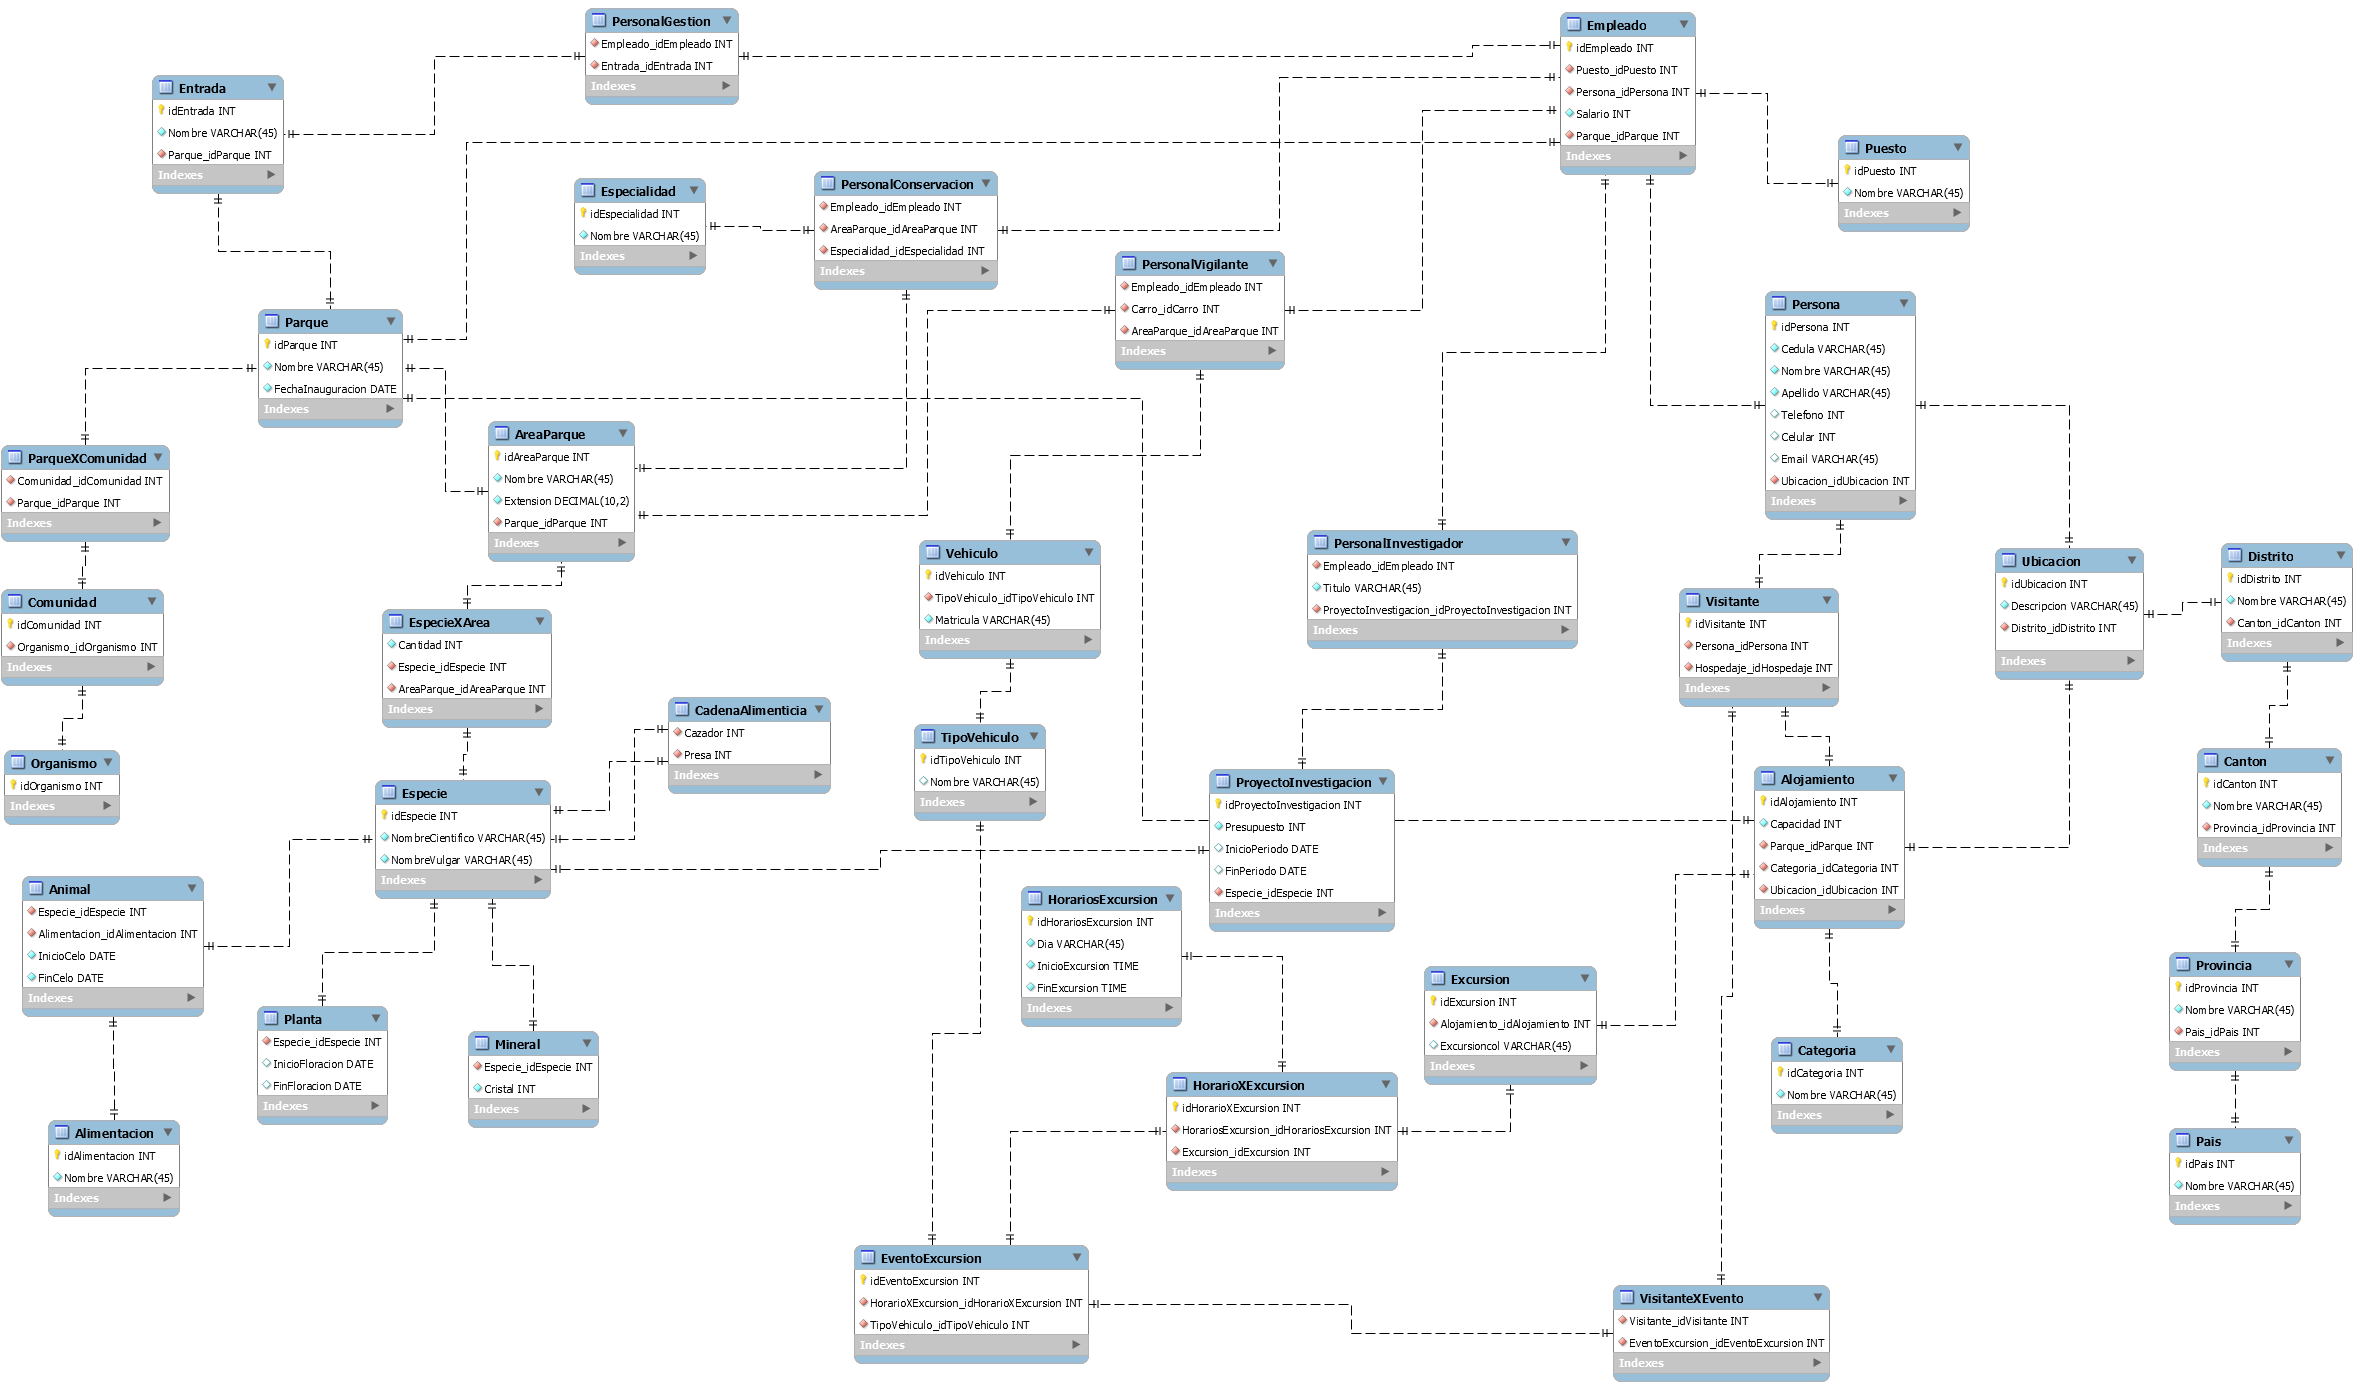 PersonalGestion
Empleado_idEmpleado INT
Entrada_idEntrada INT
Indexes
Empleado
idEmpleado INT
Puesto_idPuesto INT
Persona_idPersona INT
Salario INT
Parque_idParque INT
Indexes
Entrada
idEntrada INT
Nombre VARCHAR(45)
Parque_idParque INT
Indexes
Puesto
idPuesto INT
Nombre VARCHAR(45)
Indexes
Especialidad
idEspecialidad INT
Nombre VARCHAR(45)
Indexes
PersonalConservacion
Empleado_idEmpleado INT
AreaParque_idAreaParque INT
Especialidad_idEspecialidad INT
Indexes
PersonalVigilante
Empleado_idEmpleado INT
Carro_idCarro INT
AreaParque_idAreaParque INT
Indexes
Parque
idParque INT
Nombre VARCHAR(45)
FechaInauguracion DATE
Indexes
Persona
idPersona INT
Cedula VARCHAR(45)
Nombre VARCHAR(45)
Apellido VARCHAR(45)
Telefono INT
Celular INT
Email VARCHAR(45)
Ubicacion_idUbicacion INT
Indexes
AreaParque
idAreaParque INT
Nombre VARCHAR(45)
Extension DECIMAL(10,2)
Parque_idParque INT
Indexes
ParqueXComunidad
Comunidad_idComunidad INT
Parque_idParque INT
Indexes
Vehiculo
idVehiculo INT
TipoVehiculo_idTipoVehiculo INT
Matricula VARCHAR(45)
Indexes
PersonalInvestigador
Empleado_idEmpleado INT
Titulo VARCHAR(45)
ProyectoInvestigacion_idProyectoInvestigacion INT
Indexes
Ubicacion
idUbicacion INT
Descripcion VARCHAR(45)
Distrito_idDistrito INT
Indexes
Distrito
idDistrito INT
Nombre VARCHAR(45)
Canton_idCanton INT
Indexes
Comunidad
idComunidad INT
Organismo_idOrganismo INT
Indexes
EspecieXArea
Cantidad INT
Especie_idEspecie INT
AreaParque_idAreaParque INT
Indexes
Visitante
idVisitante INT
Persona_idPersona INT
Hospedaje_idHospedaje INT
Indexes
CadenaAlimenticia
Cazador INT
Presa INT
Indexes
TipoVehiculo
idTipoVehiculo INT
Nombre VARCHAR(45)
Indexes
Organismo
idOrganismo INT
Indexes
Especie
idEspecie INT
NombreCientifico VARCHAR(45)
NombreVulgar VARCHAR(45)
Indexes
ProyectoInvestigacion
idProyectoInvestigacion INT
Presupuesto INT
InicioPeriodo DATE
FinPeriodo DATE
Especie_idEspecie INT
Indexes
Alojamiento
idAlojamiento INT
Capacidad INT
Parque_idParque INT
Categoria_idCategoria INT
Ubicacion_idUbicacion INT
Indexes
Canton
idCanton INT
Nombre VARCHAR(45)
Provincia_idProvincia INT
Indexes
Animal
Especie_idEspecie INT
Alimentacion_idAlimentacion INT
InicioCelo DATE
FinCelo DATE
Indexes
HorariosExcursion
idHorariosExcursion INT
Dia VARCHAR(45)
InicioExcursion TIME
FinExcursion TIME
Indexes
Excursion
idExcursion INT
Alojamiento_idAlojamiento INT
Excursioncol VARCHAR(45)
Indexes
Provincia
idProvincia INT
Nombre VARCHAR(45)
Pais_idPais INT
Indexes
Planta
Especie_idEspecie INT
InicioFloracion DATE
FinFloracion DATE
Indexes
Mineral
Especie_idEspecie INT
Cristal INT
Indexes
Categoria
idCategoria INT
Nombre VARCHAR(45)
Indexes
HorarioXExcursion
idHorarioXExcursion INT
HorariosExcursion_idHorariosExcursion INT
Excursion_idExcursion INT
Indexes
Alimentacion
idAlimentacion INT
Nombre VARCHAR(45)
Indexes
Pais
idPais INT
Nombre VARCHAR(45)
Indexes
EventoExcursion
idEventoExcursion INT
HorarioXExcursion_idHorarioXExcursion INT
TipoVehiculo_idTipoVehiculo INT
Indexes
VisitanteXEvento
Visitante_idVisitante INT
EventoExcursion_idEventoExcursion INT
Indexes